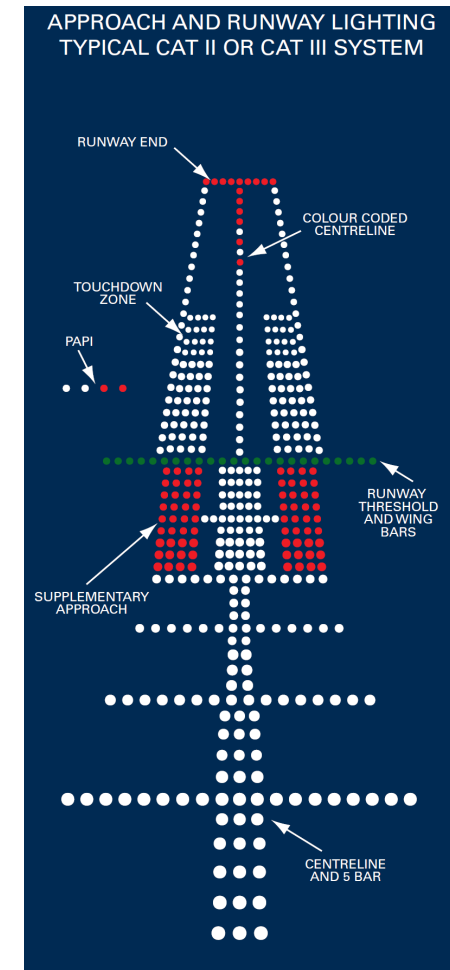 APPROACH AND RUNWAY LIGHTING
TYPICAL CAT II OR CAT III SYSTEM
RUNWAY END
COLOUR CODED
CENTRELINE
TOUCHDOWN
ZONE
PAPI
RUNWAY
THRESHOLD
AND WING
BARS
SUPPLEMENTARY
APPROACH
CENTRELINE
AND 5 BAR